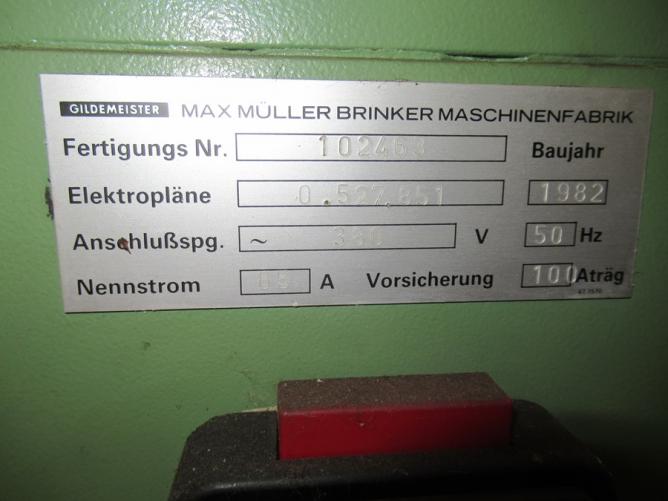 GILDEMEISTER MAX MÜLLER BRINKER MASCHINENFABRIK
Fertigungs Nr. 102468 Baujahr
Elektropläne 0.527.851 1982
Anschlußspg. ~ 380 V 50 Hz
Nennstrom A Vorsicherung 100 Aträg